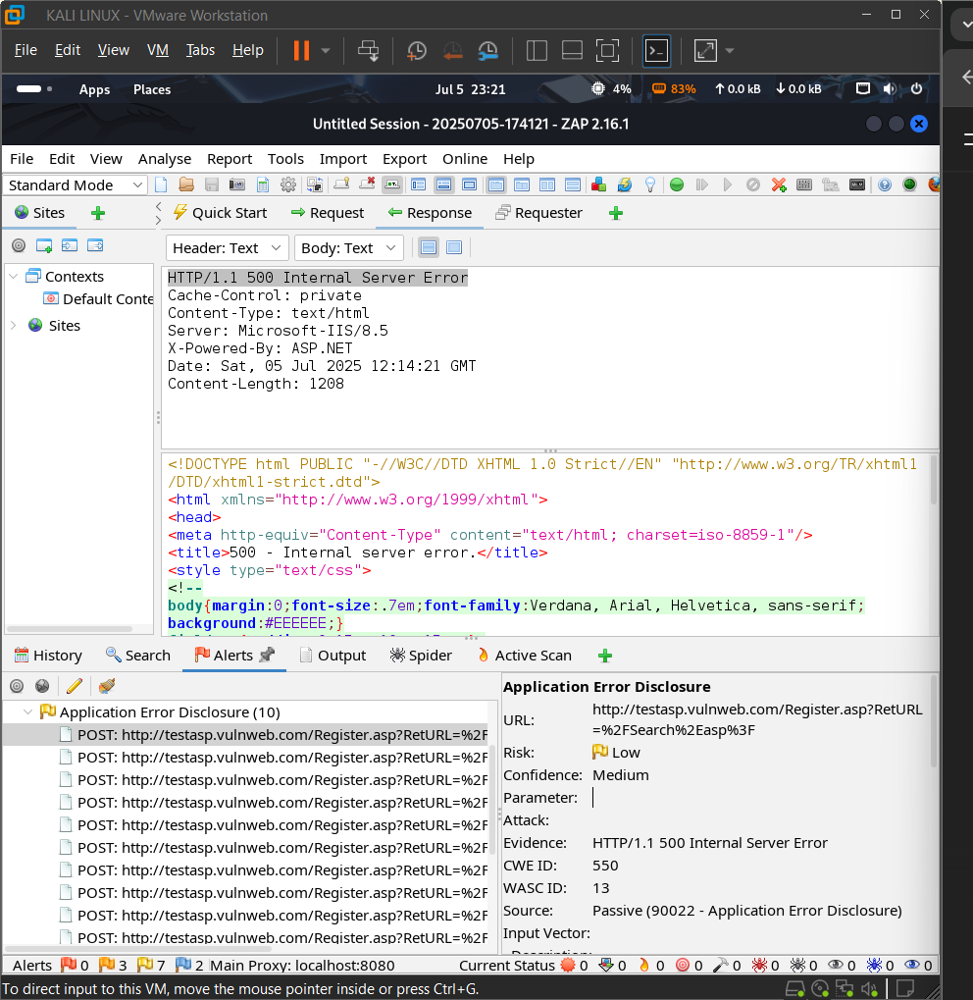 KALI LINUX - VMware Workstation
File Edit View VM Tabs Help
Apps Places Jul 5 23:21 4% 83% 0.0 kB 0.0 kB
Untitled Session - 20250705-174121 - ZAP 2.16.1
File Edit View Analyse Report Tools Import Export Online Help
Standard Mode
Sites Quick Start Request Response Requester
Header: Text Body: Text
Contexts
Default Conte
Sites
HTTP/1.1 500 Internal Server Error
Cache-Control: private
Content-Type: text/html
Server: Microsoft-IIS/8.5
X-Powered-By: ASP.NET
Date: Sat, 05 Jul 2025 12:14:21 GMT
Content-Length: 1208
<!DOCTYPE html PUBLIC "-//W3C//DTD XHTML 1.0 Strict//EN" "http://www.w3.org/TR/xhtml1
/DTD/xhtml1-strict.dtd">
<html xmlns="http://www.w3.org/1999/xhtml">
<head>
<meta http-equiv="Content-Type" content="text/html; charset=iso-8859-1"/>
<title>500 - Internal server error.</title>
<style type="text/css">
<!--
body{margin:0;font-size:.7em;font-family:Verdana, Arial, Helvetica, sans-serif;
background:#EEEEEE;}
History Search Alerts Output Spider Active Scan
Application Error Disclosure (10)
POST: http://testasp.vulnweb.com/Register.asp?RetURL=%2F
POST: http://testasp.vulnweb.com/Register.asp?RetURL=%2F
POST: http://testasp.vulnweb.com/Register.asp?RetURL=%2F
POST: http://testasp.vulnweb.com/Register.asp?RetURL=%2F
POST: http://testasp.vulnweb.com/Register.asp?RetURL=%2F
POST: http://testasp.vulnweb.com/Register.asp?RetURL=%2F
POST: http://testasp.vulnweb.com/Register.asp?RetURL=%2F
POST: http://testasp.vulnweb.com/Register.asp?RetURL=%2F
POST: http://testasp.vulnweb.com/Register.asp?RetURL=%2F
POST: http://testasp.vulnweb.com/Register.asp?RetURL=%2F
Application Error Disclosure
URL: http://testasp.vulnweb.com/Register.asp?RetURL
=%2FSearch%2Easp%3F
Risk: Low
Confidence: Medium
Parameter:
Attack:
Evidence: HTTP/1.1 500 Internal Server Error
CWE ID: 550
WASC ID: 13
Source: Passive (90022 - Application Error Disclosure)
Input Vector:
Description:
Alerts 0 3 7 2 Main Proxy: localhost:8080 Current Status 0 0 0 0 0 0 0 0 0 0
To direct input to this VM, move the mouse pointer inside or press Ctrl+G.